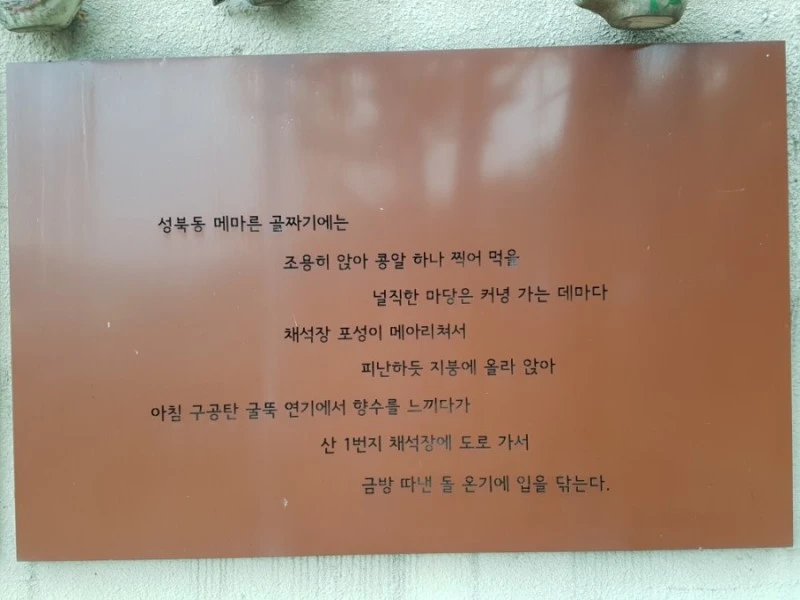 성북동 메마른 골짜기에는
조용히 앉아 콩알 하나 찍어 먹을
널직한 마당은 커녕 가는 데마다
채석장 포성이 메아리쳐서
피난하듯 지붕에 올라 앉아
아침 구공탄 굴뚝 연기에서 향수를 느끼다가
산 1번지 채석장에 도로 가서
금방 따낸 돌 온기에 입을 닦는다.